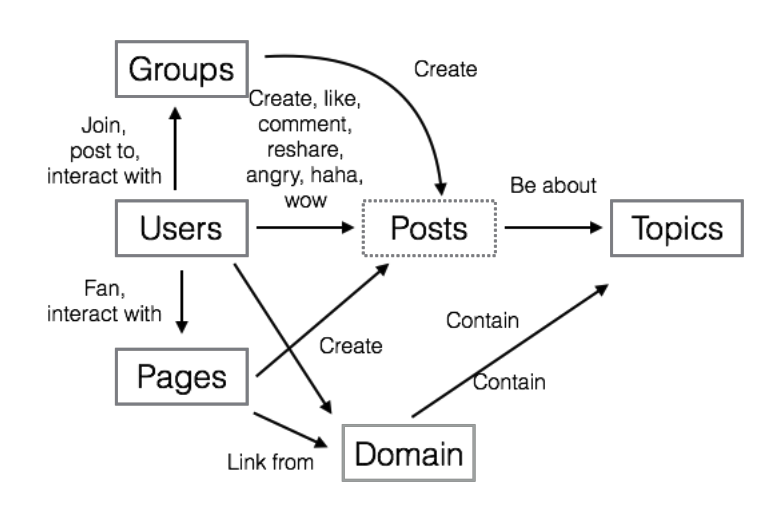 Groups
Create
Create, like,
comment,
reshare,
angry, haha,
wow
Join,
post to,
interact with
Be about
Users
Posts
Topics
Fan,
interact with
Contain
Create
Pages
Contain
Link from
Domain